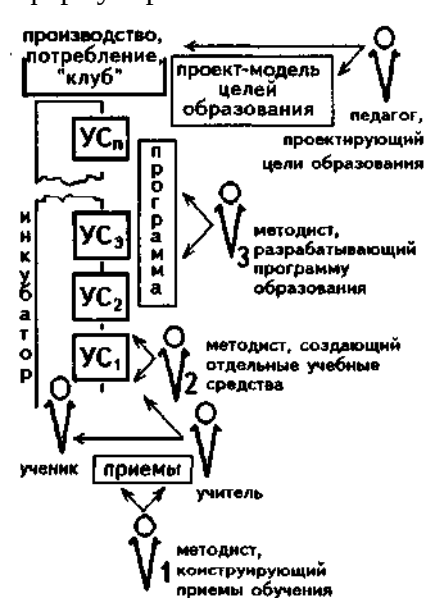 производство,
потребление,
"клуб"
проект-модель
целей
образования
педагог,
проектирующий
цели образования
УСn
программа
инкубатор
УС3
УС2
УС1
3
методист,
разрабатывающий
программу
образования
2
методист, создающий
отдельные учебные
средства
ученик
приемы
учитель
1
методист,
конструирующий
приемы обучения